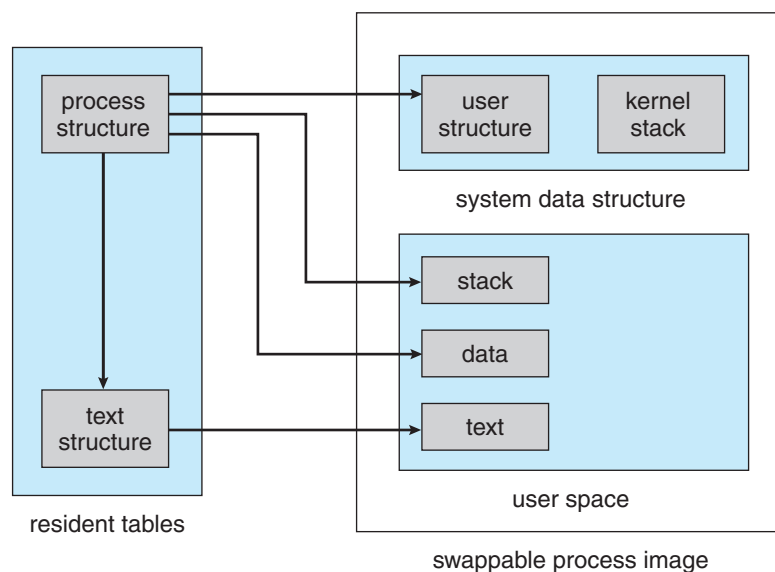 process
structure
user
structure
kernel
stack
system data structure
stack
data
text
structure
text
user space
resident tables
swappable process image